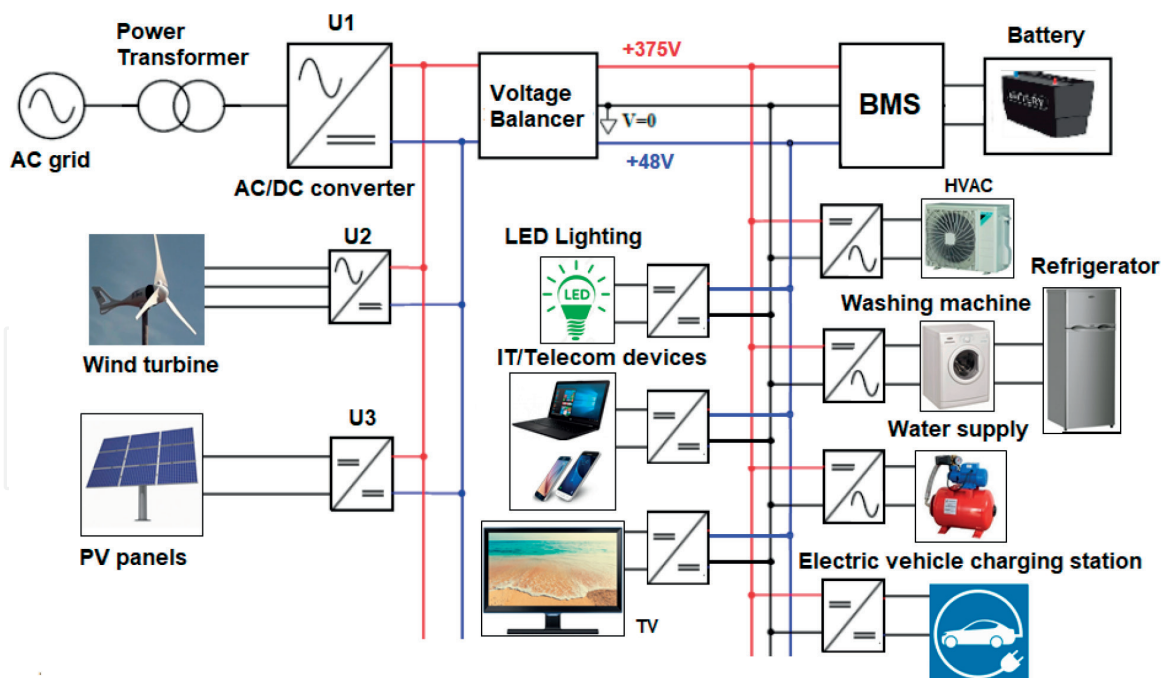 U1
Power
Transformer
AC grid
AC/DC converter
Voltage
Balancer
+375V
V=0
+48V
BMS
Battery
U2
Wind turbine
LED Lighting
LED
HVAC
Refrigerator
Washing machine
IT/Telecom devices
U3
PV panels
Water supply
TV
Electric vehicle charging station